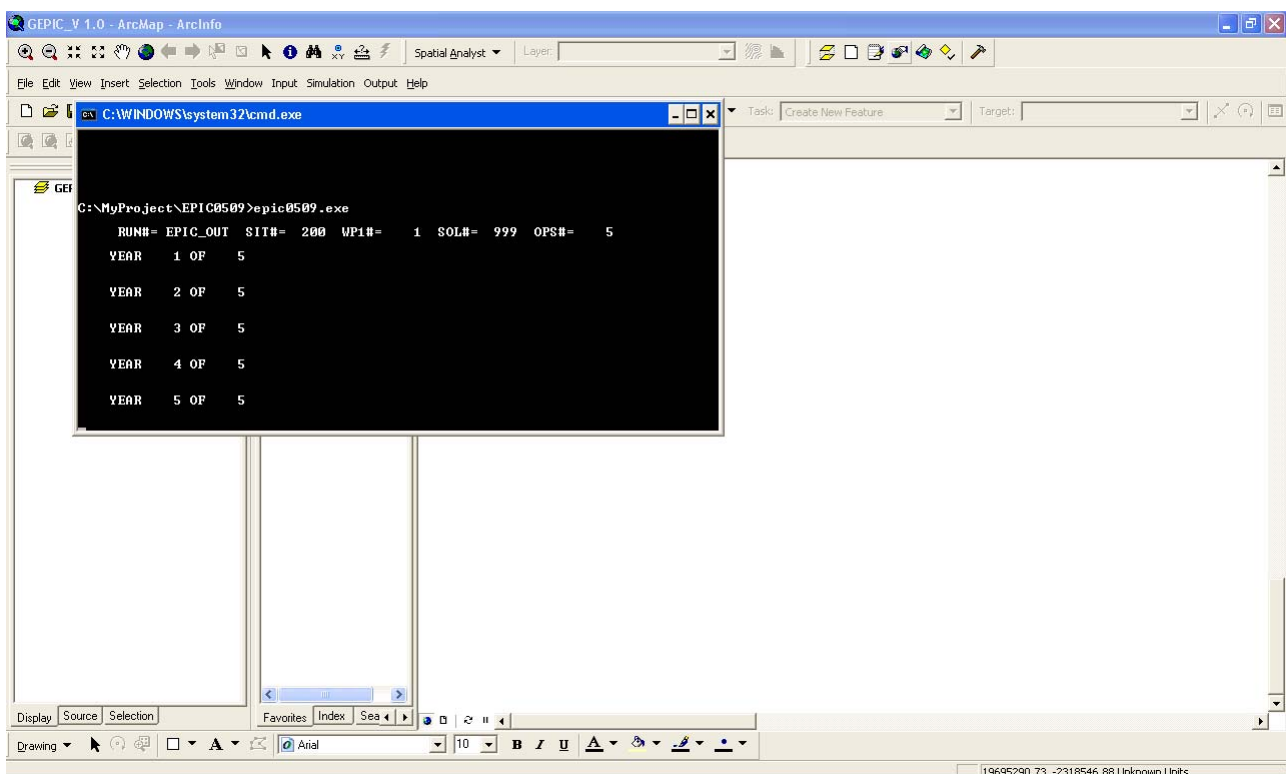 GEPIC_V 1.0 - ArcMap - ArcInfo
Spatial Analyst Layer:
File Edit View Insert Selection Tools Window Input Simulation Output Help
C:\WINDOWS\system32\cmd.exe
Task: Create New Feature Target:
GEP
C:\MyProject\EPIC0509>epic0509.exe
RUN#= EPIC_OUT SIT#= 200 WP1#= 1 SOL#= 999 OPS#= 5
YEAR 1 OF 5
YEAR 2 OF 5
YEAR 3 OF 5
YEAR 4 OF 5
YEAR 5 OF 5
Display Source Selection
Favorites Index Sea
Drawing A Arial 10 B I U A
19695290.73 -2318546.88 Unknown Units